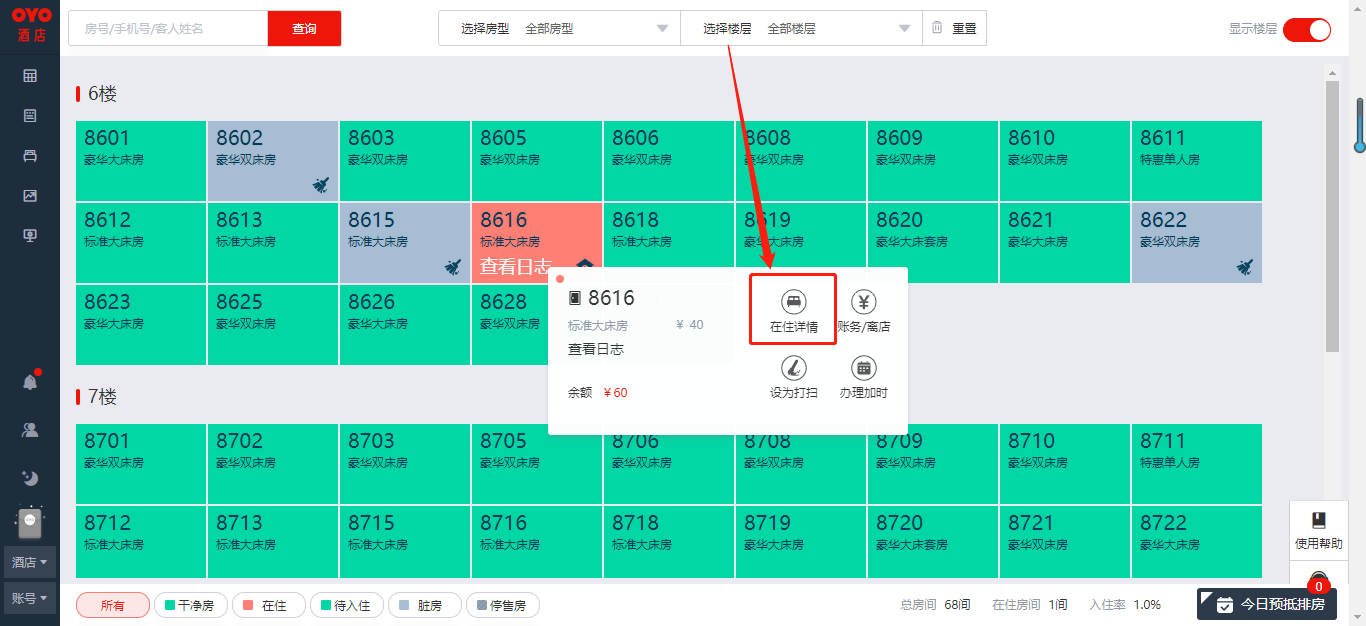 OYO
酒店
房号/手机号/客人姓名
查询
选择房型 全部房型
选择楼层 全部楼层
重置
显示楼层
6楼
8601 8602 8603 8605 8606 8608 8609 8610 8611
豪华大床房 豪华双床房 豪华双床房 豪华双床房 豪华双床房 豪华双床房 豪华双床房 豪华双床房 特惠单人房
8612 8613 8615 8616 8618 8619 8620 8621 8622
标准大床房 标准大床房 标准大床房 标准大床房 标准大床房 豪华大床房 豪华大床套房 豪华大床房 豪华双床房
查看日志
8623 8625 8626 8628
豪华大床房 豪华双床房 豪华大床房 豪华双床房
8616
标准大床房 ¥ 40
查看日志
余额 ¥60
在住详情 账务/离店
设为打扫 办理加时
7楼
8701 8702 8703 8705 8706 8708 8709 8710 8711
豪华双床房 豪华双床房 豪华双床房 豪华双床房 豪华双床房 豪华双床房 豪华双床房 豪华双床房 特惠单人房
8712 8713 8715 8716 8718 8719 8720 8721 8722
标准大床房 标准大床房 标准大床房 标准大床房 标准大床房 豪华大床房 豪华大床套房 豪华双床房 豪华大床房
酒店
账号
使用帮助
所有 干净房 在住 待入住 脏房 停售房
总房间 68间 在住房间 1间 入住率 1.0%
0
今日预抵排房